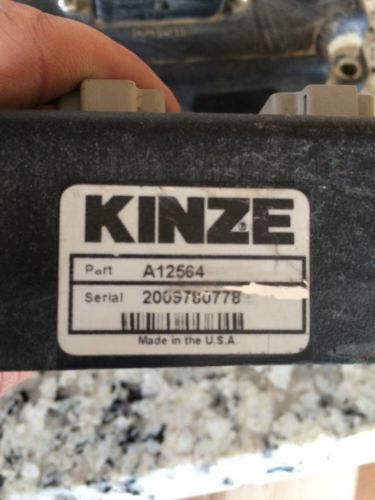 KINZE
Part A12564
Serial 2009780778
Made in the U.S.A.